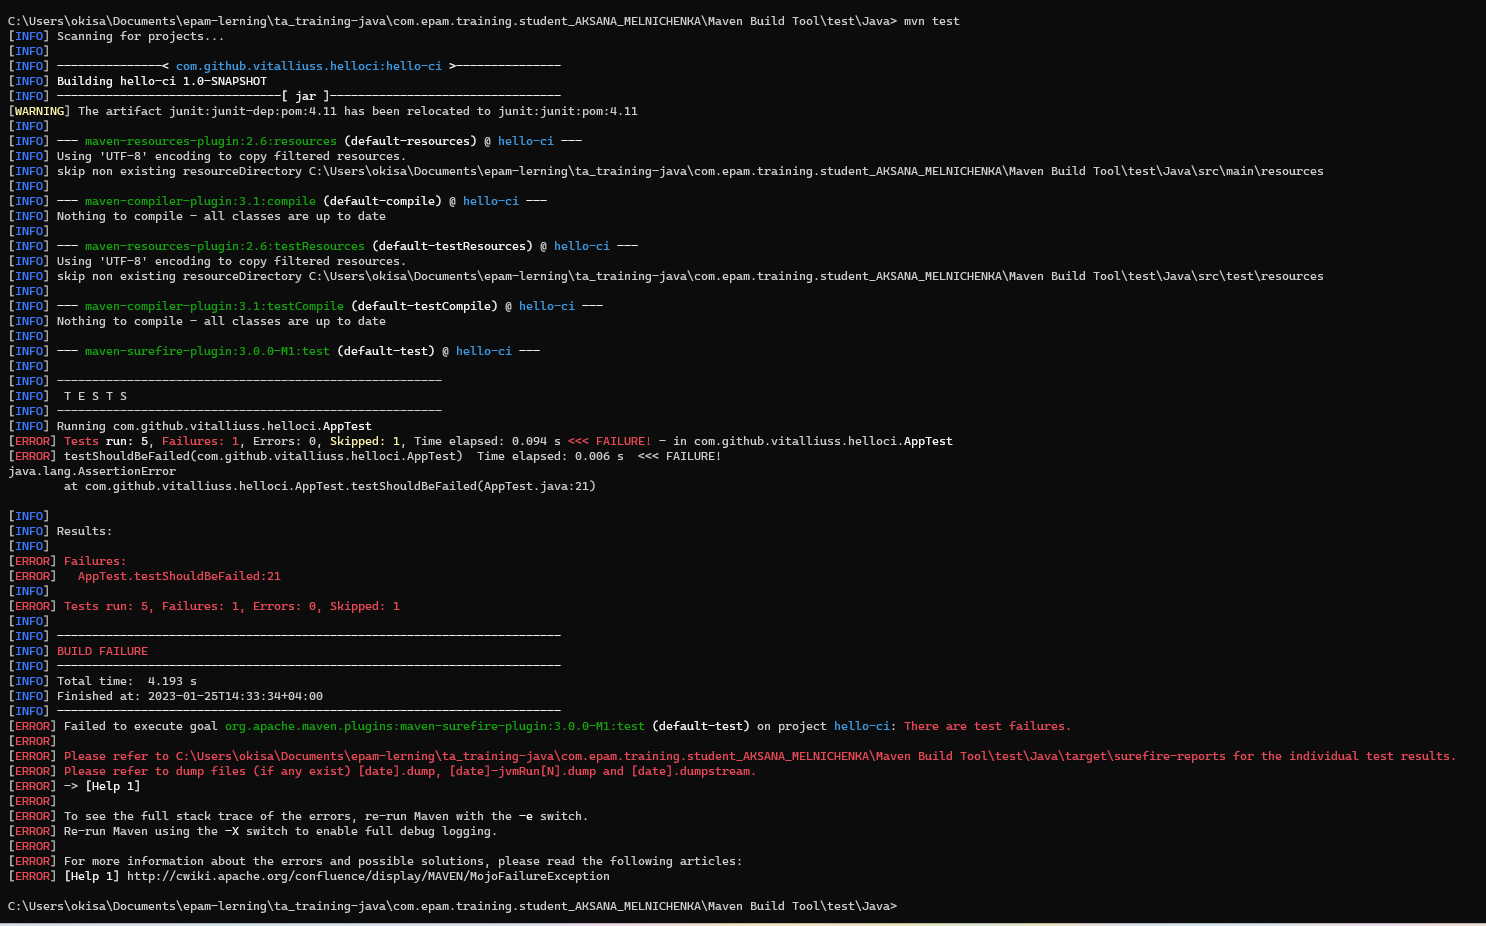 C:\Users\okisa\Documents\epam-lerning\ta_training-java\com.epam.training.student_AKSANA_MELNICHENKA\Maven Build Tool\test\Java> mvn test
[INFO] Scanning for projects...
[INFO]
[INFO] ---------------< com.github.vitalliuss.helloci:hello-ci >---------------
[INFO] Building hello-ci 1.0-SNAPSHOT
[INFO] --------------------------------[ jar ]---------------------------------
[WARNING] The artifact junit:junit-dep:pom:4.11 has been relocated to junit:junit:pom:4.11
[INFO]
[INFO] --- maven-resources-plugin:2.6:resources (default-resources) @ hello-ci ---
[INFO] Using 'UTF-8' encoding to copy filtered resources.
[INFO] skip non existing resourceDirectory C:\Users\okisa\Documents\epam-lerning\ta_training-java\com.epam.training.student_AKSANA_MELNICHENKA\Maven Build Tool\test\Java\src\main\resources
[INFO]
[INFO] --- maven-compiler-plugin:3.1:compile (default-compile) @ hello-ci ---
[INFO] Nothing to compile - all classes are up to date
[INFO]
[INFO] --- maven-resources-plugin:2.6:testResources (default-testResources) @ hello-ci ---
[INFO] Using 'UTF-8' encoding to copy filtered resources.
[INFO] skip non existing resourceDirectory C:\Users\okisa\Documents\epam-lerning\ta_training-java\com.epam.training.student_AKSANA_MELNICHENKA\Maven Build Tool\test\Java\src\test\resources
[INFO]
[INFO] --- maven-compiler-plugin:3.1:testCompile (default-testCompile) @ hello-ci ---
[INFO] Nothing to compile - all classes are up to date
[INFO]
[INFO] --- maven-surefire-plugin:3.0.0-M1:test (default-test) @ hello-ci ---
[INFO]
[INFO] -------------------------------------------------------
[INFO]  T E S T S
[INFO] -------------------------------------------------------
[INFO] Running com.github.vitalliuss.helloci.AppTest
[ERROR] Tests run: 5, Failures: 1, Errors: 0, Skipped: 1, Time elapsed: 0.094 s <<< FAILURE! - in com.github.vitalliuss.helloci.AppTest
[ERROR] testShouldBeFailed(com.github.vitalliuss.helloci.AppTest)  Time elapsed: 0.006 s  <<< FAILURE!
java.lang.AssertionError
        at com.github.vitalliuss.helloci.AppTest.testShouldBeFailed(AppTest.java:21)
[INFO]
[INFO] Results:
[INFO]
[ERROR] Failures:
[ERROR]   AppTest.testShouldBeFailed:21
[INFO]
[ERROR] Tests run: 5, Failures: 1, Errors: 0, Skipped: 1
[INFO]
[INFO] ------------------------------------------------------------------------
[INFO] BUILD FAILURE
[INFO] ------------------------------------------------------------------------
[INFO] Total time:  4.193 s
[INFO] Finished at: 2023-01-25T14:33:34+04:00
[INFO] ------------------------------------------------------------------------
[ERROR] Failed to execute goal org.apache.maven.plugins:maven-surefire-plugin:3.0.0-M1:test (default-test) on project hello-ci: There are test failures.
[ERROR]
[ERROR] Please refer to C:\Users\okisa\Documents\epam-lerning\ta_training-java\com.epam.training.student_AKSANA_MELNICHENKA\Maven Build Tool\test\Java\target\surefire-reports for the individual test results.
[ERROR] Please refer to dump files (if any exist) [date].dump, [date]-jvmRun[N].dump and [date].dumpstream.
[ERROR] -> [Help 1]
[ERROR]
[ERROR] To see the full stack trace of the errors, re-run Maven with the -e switch.
[ERROR] Re-run Maven using the -X switch to enable full debug logging.
[ERROR]
[ERROR] For more information about the errors and possible solutions, please read the following articles:
[ERROR] [Help 1] http://cwiki.apache.org/confluence/display/MAVEN/MojoFailureException
C:\Users\okisa\Documents\epam-lerning\ta_training-java\com.epam.training.student_AKSANA_MELNICHENKA\Maven Build Tool\test\Java>